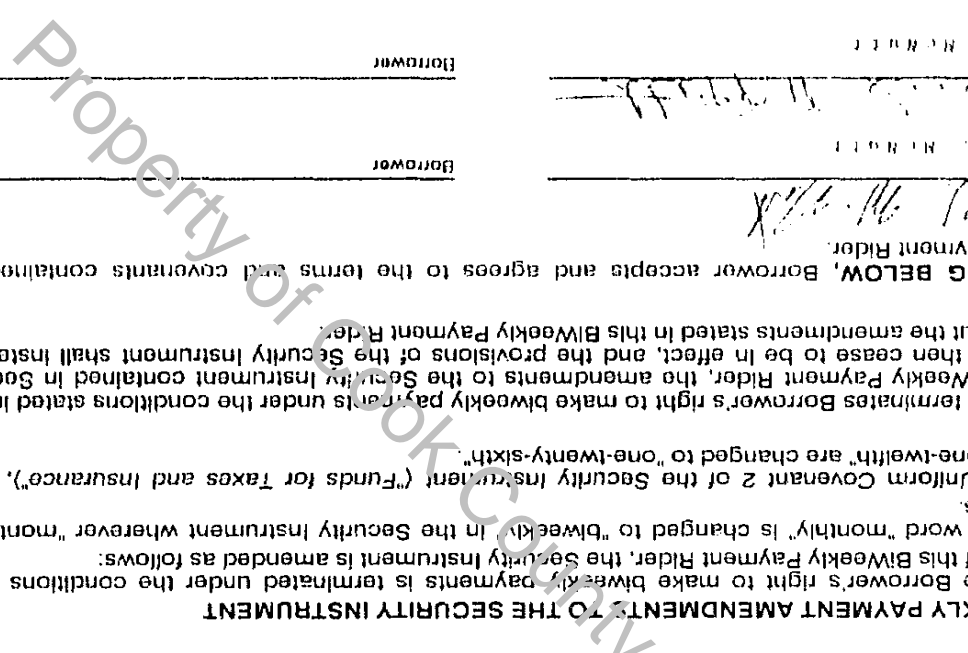 KLY PAYMENT AMENDMENTS TO THE SECURITY INSTRUMENT
e Borrower's right to make biweekly payments is terminated under the conditions
f this BiWeekly Payment Rider, the Security Instrument is amended as follows:
word "monthly" is changed to "biweekly" in the Security Instrument wherever "mont
s.
Uniform Covenant 2 of the Security Instrument ("Funds for Taxes and Insurance"),
ne-twelfth" are changed to "one-twenty-sixth".
terminates Borrower's right to make biweekly payments under the conditions stated i
Weekly Payment Rider, the amendments to the Security Instrument contained in Sec
then cease to be in effect, and the provisions of the Security Instrument shall inste
ut the amendments stated in this BiWeekly Payment Rider.
G BELOW, Borrower accepts and agrees to the terms and covenants containe
yment Rider.
McNutt Borrower
McNutt Borrower
Property of Cook County